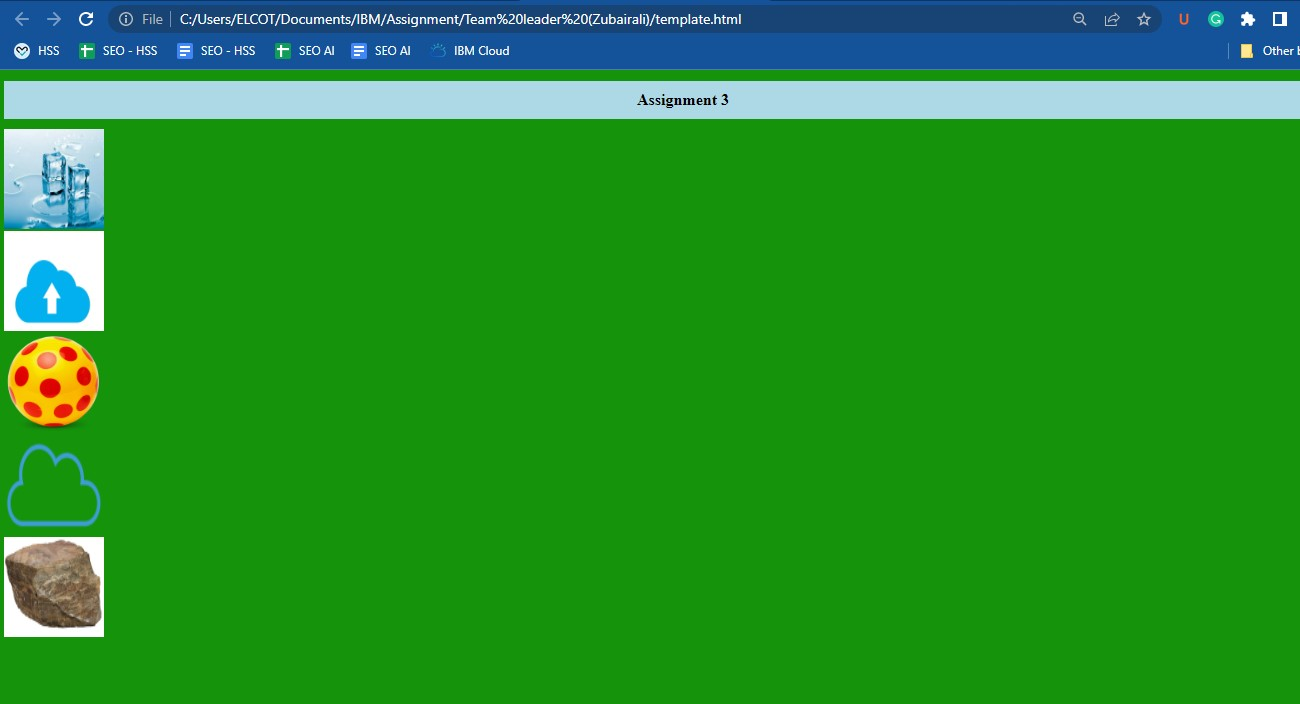 File C:/Users/ELCOT/Documents/IBM/Assignment/Team%20leader%20(Zubairali)/template.html U G
HSS SEO - HSS SEO - HSS SEO AI SEO AI IBM Cloud Other
Assignment 3